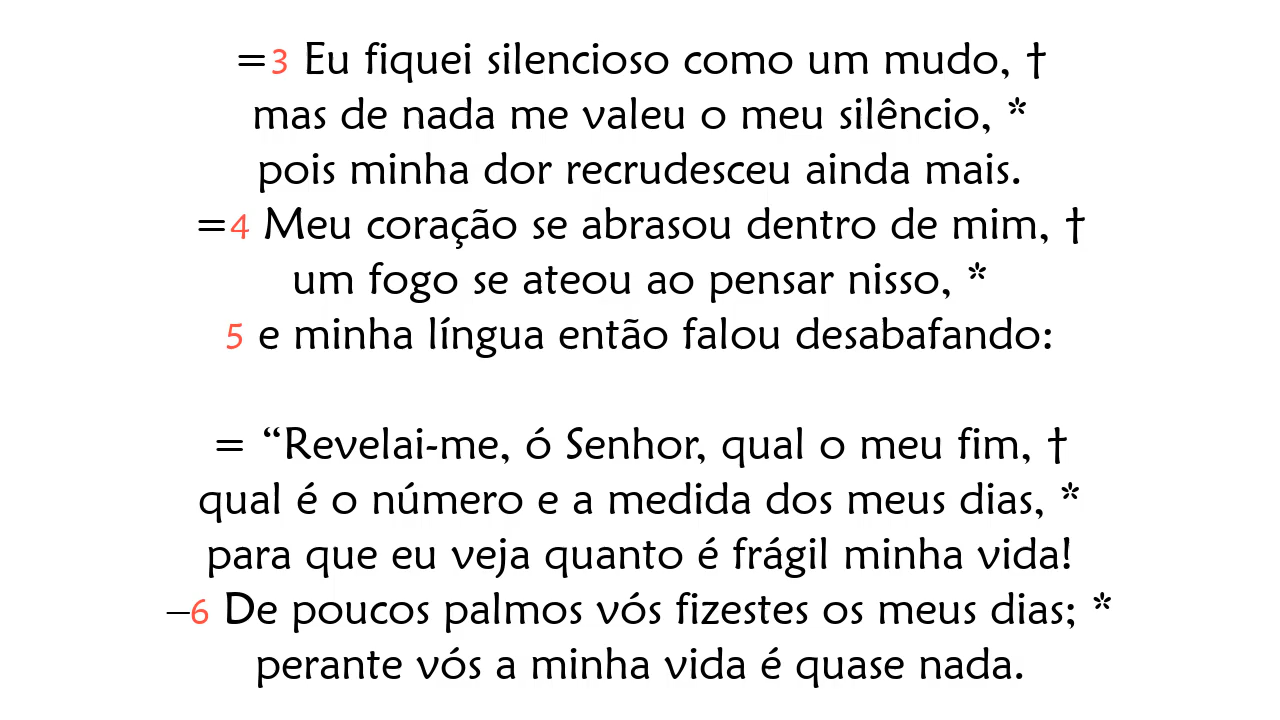 =3 Eu fiquei silencioso como um mudo, †
mas de nada me valeu o meu silêncio, *
pois minha dor recrudesceu ainda mais.
=4 Meu coração se abrasou dentro de mim, †
um fogo se ateou ao pensar nisso, *
5 e minha língua então falou desabafando:
= “Revelai-me, ó Senhor, qual o meu fim, †
qual é o número e a medida dos meus dias, *
para que eu veja quanto é frágil minha vida!
–6 De poucos palmos vós fizestes os meus dias; *
perante vós a minha vida é quase nada.